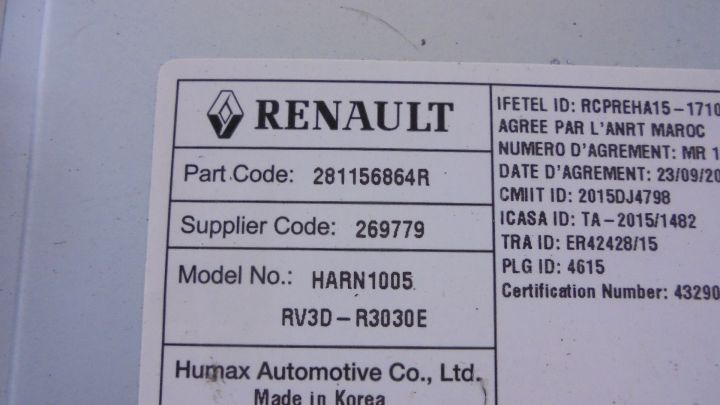 RENAULT
Part Code: 281156864R
Supplier Code: 269779
Model No.: HARN1005
RV3D-R3030E
Humax Automotive Co., Ltd.
Made in Korea
IFETEL ID: RCPREHA15-1710
AGREE PAR L'ANRT MAROC
NUMERO D'AGREMENT: MR 1
DATE D'AGREMENT: 23/09/20
CMIIT ID: 2015DJ4798
ICASA ID: TA-2015/1482
TRA ID: ER42428/15
PLG ID: 4615
Certification Number: 43290